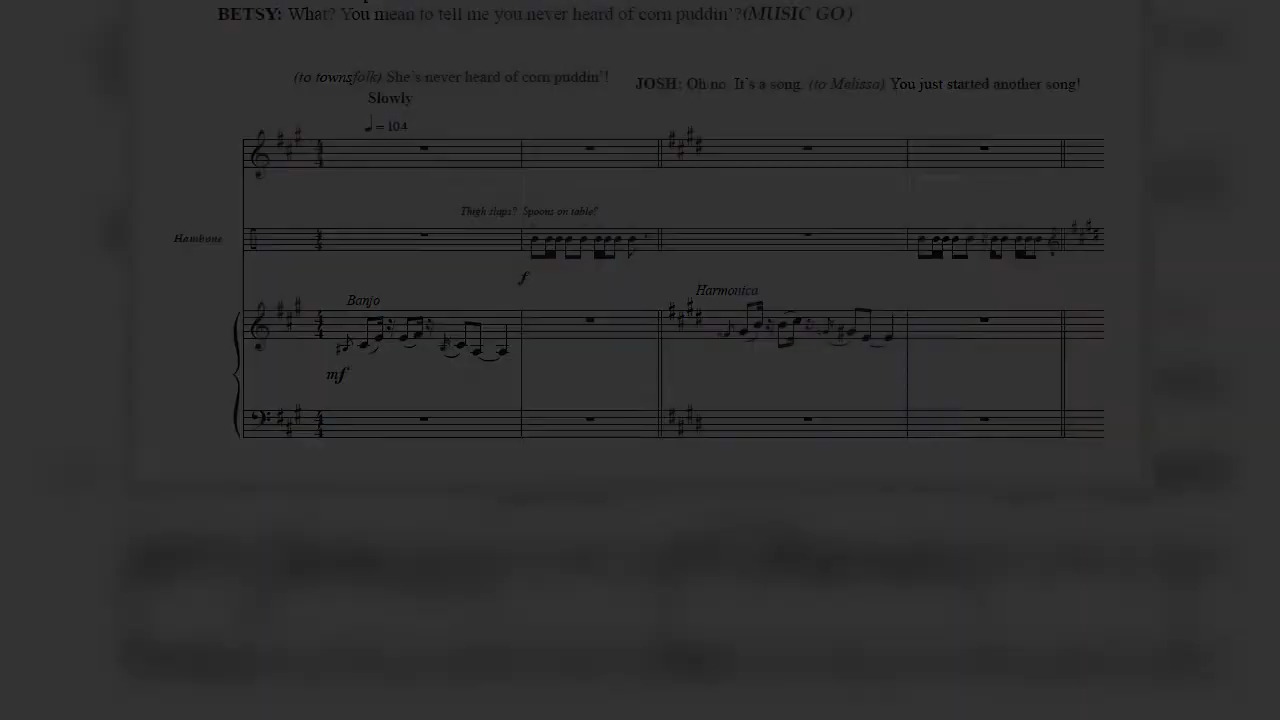 BETSY: What? You mean to tell me you never heard of corn puddin'?(MUSIC GO)
(to townsfolk) She's never heard of corn puddin'!
JOSH: Oh no. It's a song. (to Melissa) You just started another song!
Slowly
♩ = 104
Thigh slaps? Spoons on table?
Hambone
f
Banjo
Harmonica
mf